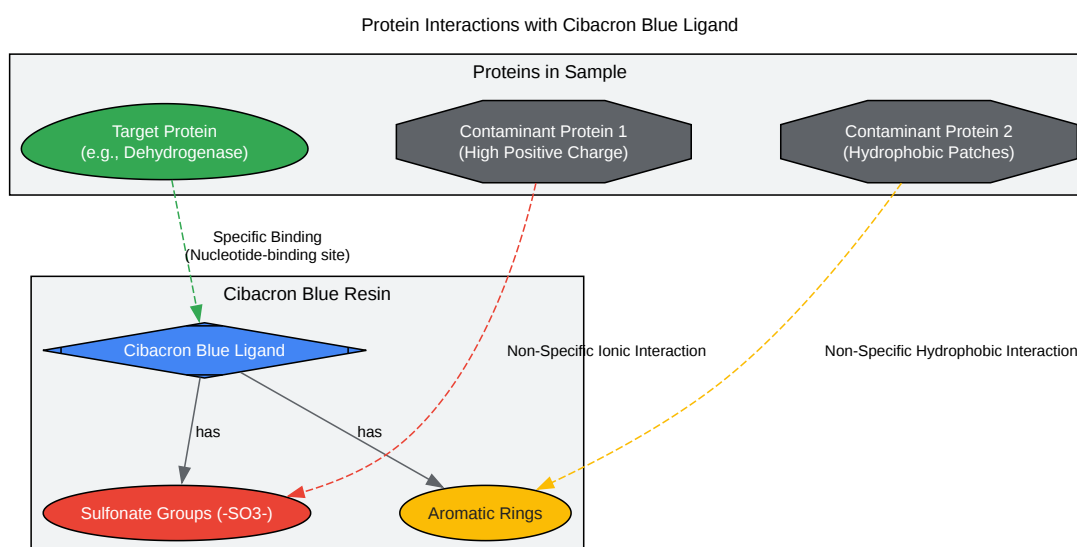 Protein Interactions with Cibacron Blue Ligand
Proteins in Sample
Target Protein
(e.g., Dehydrogenase)
Contaminant Protein 1
(High Positive Charge)
Contaminant Protein 2
(Hydrophobic Patches)
Specific Binding
(Nucleotide-binding site)
Cibacron Blue Resin
Cibacron Blue Ligand
Non-Specific Ionic Interaction
Non-Specific Hydrophobic Interaction
has
has
Sulfonate Groups (-SO3-)
Aromatic Rings